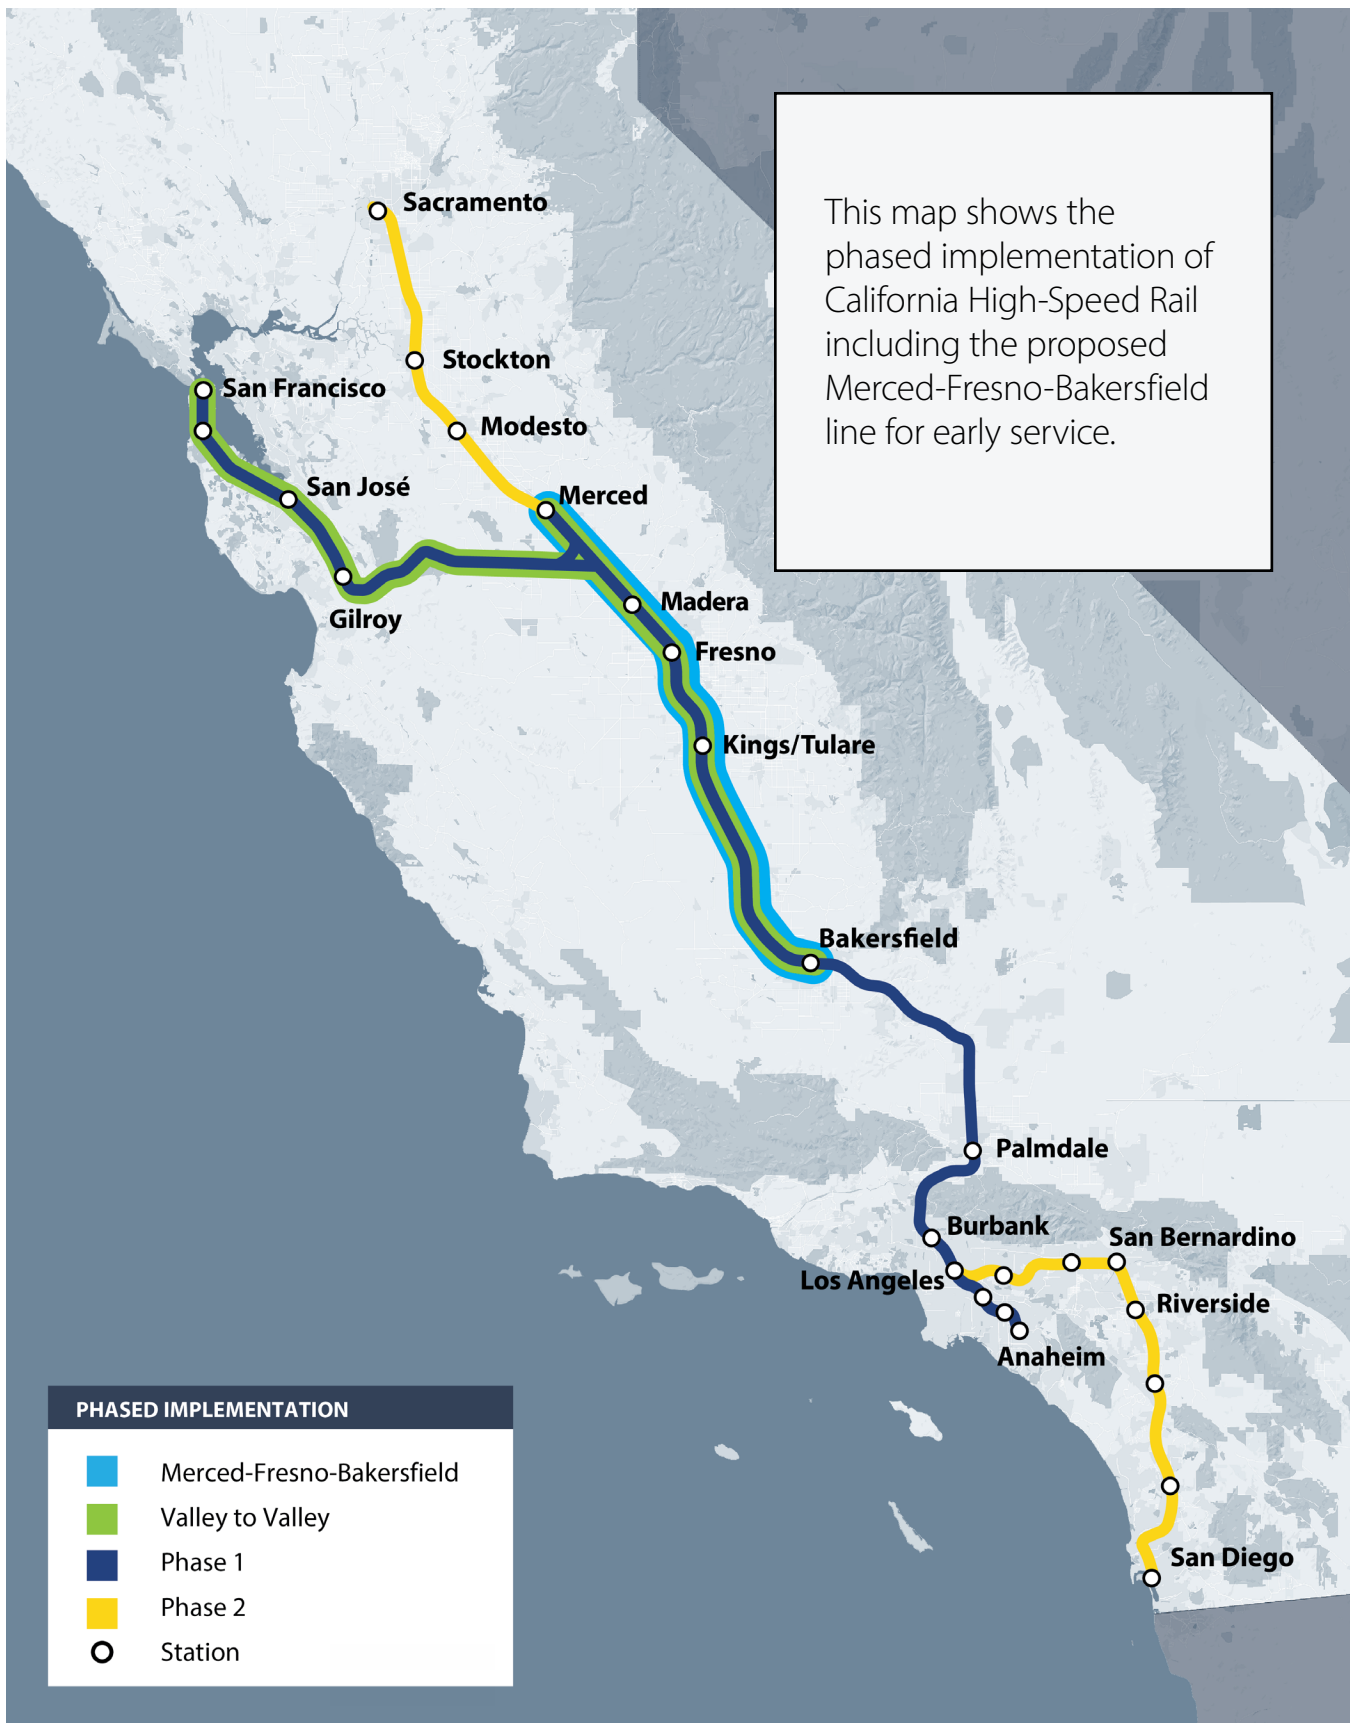 Sacramento
This map shows the
phased implementation of
California High-Speed Rail
including the proposed
Merced-Fresno-Bakersfield
line for early service.
Stockton
San Francisco
Modesto
San José
Merced
Madera
Gilroy
Fresno
Kings/Tulare
Bakersfield
Palmdale
Burbank
San Bernardino
Los Angeles
Riverside
Anaheim
San Diego
PHASED IMPLEMENTATION
Merced-Fresno-Bakersfield
Valley to Valley
Phase 1
Phase 2
Station